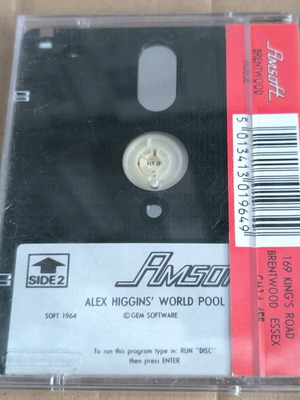 Amsoft
BRENTWOOD
5 013413 019649
169 KING'S ROAD
BRENTWOOD ESSEX
SIDE 2
AMSOFT
ALEX HIGGINS' WORLD POOL
SOFT 1964
© GEM SOFTWARE
To run this program type in: RUN "DISC"
then press ENTER